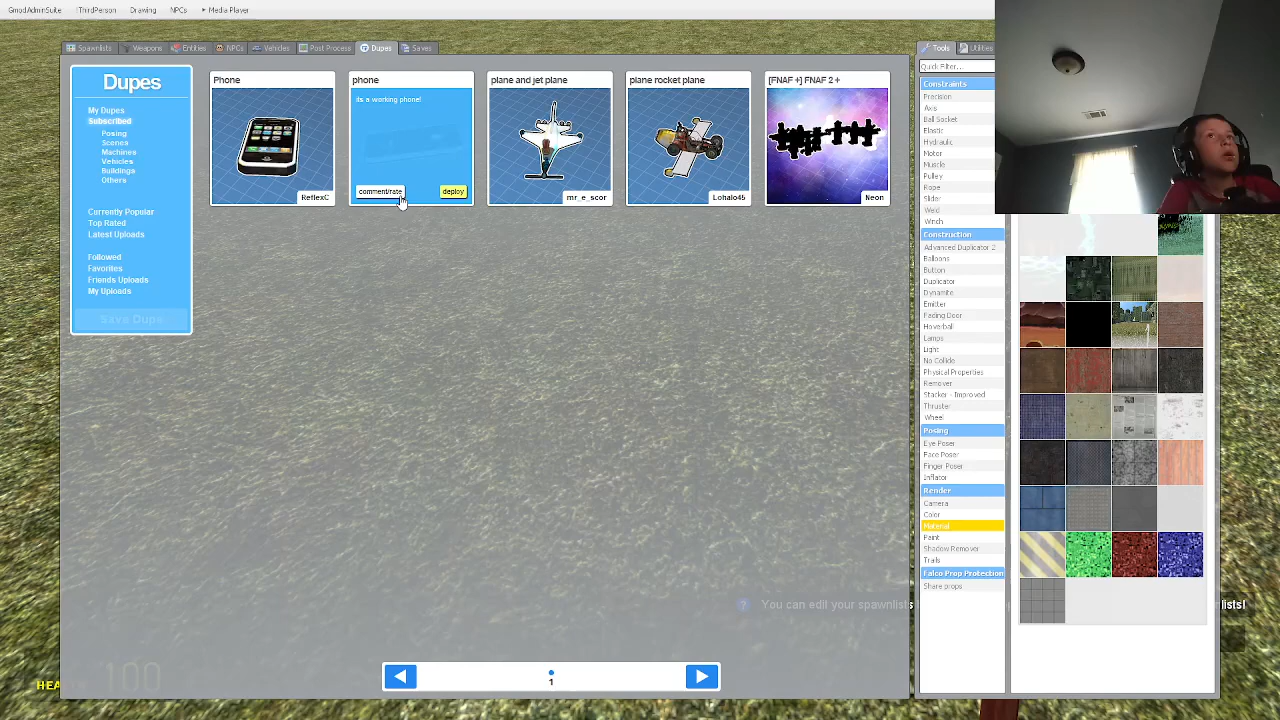 GmodAdminSuite !ThirdPerson Drawing NPCs Media Player
Spawnlists Weapons Entities NPCs Vehicles Post Process Dupes Saves
Dupes
My Dupes
Subscribed
Posing
Scenes
Machines
Vehicles
Buildings
Others
Currently Popular
Top Rated
Latest Uploads
Followed
Favorites
Friends Uploads
My Uploads
Save Dupe
Phone
ReflexC
phone
its a working phone!
comment/rate deploy
plane and jet plane
mr_e_scor
plane rocket plane
Lohalo45
[FNAF +] FNAF 2 +
Neon
1
Tools Utilities
Quick Filter...
Constraints
Precision
Axis
Ball Socket
Elastic
Hydraulic
Motor
Muscle
Pulley
Rope
Slider
Weld
Winch
Construction
Advanced Duplicator 2
Balloons
Button
Duplicator
Dynamite
Emitter
Fading Door
Hoverball
Lamps
Light
No Collide
Physical Properties
Remover
Stacker - Improved
Thruster
Wheel
Posing
Eye Poser
Face Poser
Finger Poser
Inflator
Render
Camera
Color
Material
Paint
Shadow Remover
Trails
Falco Prop Protection
Share props
? You can edit your spawnlists
lists!
100